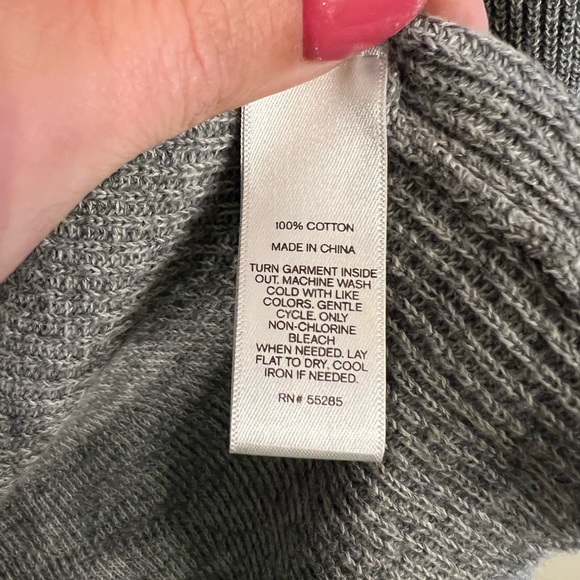 100% COTTON
MADE IN CHINA
TURN GARMENT INSIDE
OUT. MACHINE WASH
COLD WITH LIKE
COLORS. GENTLE
CYCLE. ONLY
NON-CHLORINE
BLEACH
WHEN NEEDED. LAY
FLAT TO DRY. COOL
IRON IF NEEDED.
RN# 55285